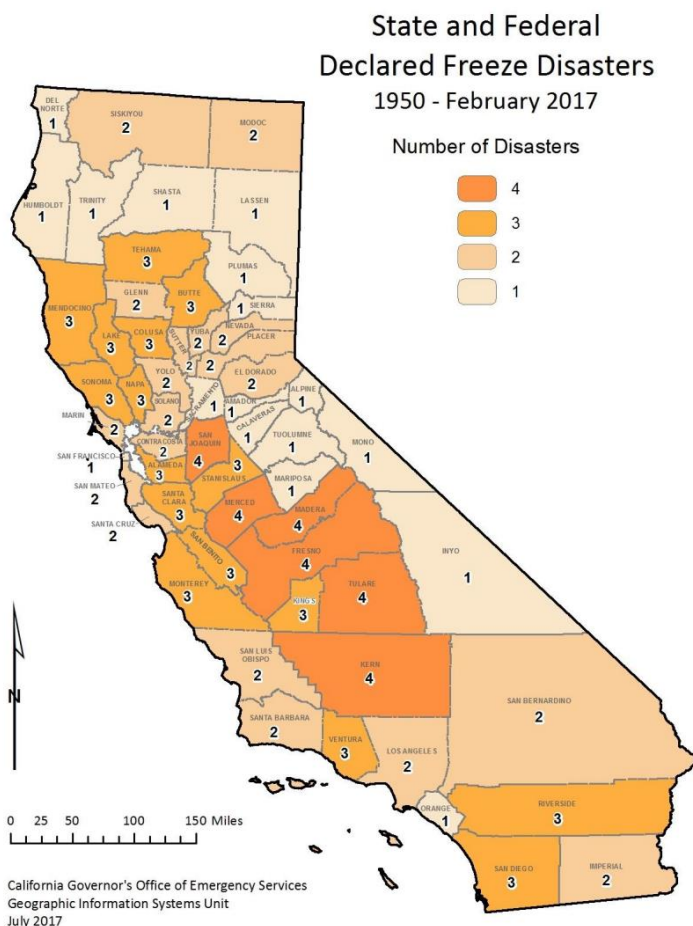 State and Federal
Declared Freeze Disasters
1950 - February 2017
Number of Disasters
4
3
2
1
DEL
NORTE
1
SISKIYOU
2
MODOC
2
HUMBOLDT
1
TRINITY
1
SHASTA
1
LASSEN
1
TEHAMA
3
PLUMAS
1
MENDOCINO
3
GLENN
2
BUTTE
3
SIERRA
1
LAKE
3
COLUSA
3
SUTTER
2
YUBA
2
NEVADA
2
PLACER
2
SONOMA
3
NAPA
3
YOLO
2
EL DORADO
2
SOLANO
2
SACRAMENTO
1
AMADOR
1
ALPINE
1
MARIN
2
CALAVERAS
1
CONTRA COSTA
2
SAN
JOAQUIN
4
TUOLUMNE
1
MONO
1
SAN FRANCISCO
1
ALAMEDA
3
STANISLAUS
3
MARIPOSA
1
SAN MATEO
2
SANTA
CLARA
3
MERCED
4
MADERA
4
SANTA CRUZ
2
SAN BENITO
3
FRESNO
4
INYO
1
MONTEREY
3
KINGS
3
TULARE
4
SAN LUIS
OBISPO
2
KERN
4
SAN BERNARDINO
2
SANTA BARBARA
2
VENTURA
3
LOS ANGELES
2
ORANGE
1
RIVERSIDE
3
SAN DIEGO
3
IMPERIAL
2
N
0 25 50 100 150 Miles
California Governor's Office of Emergency Services
Geographic Information Systems Unit
July 2017